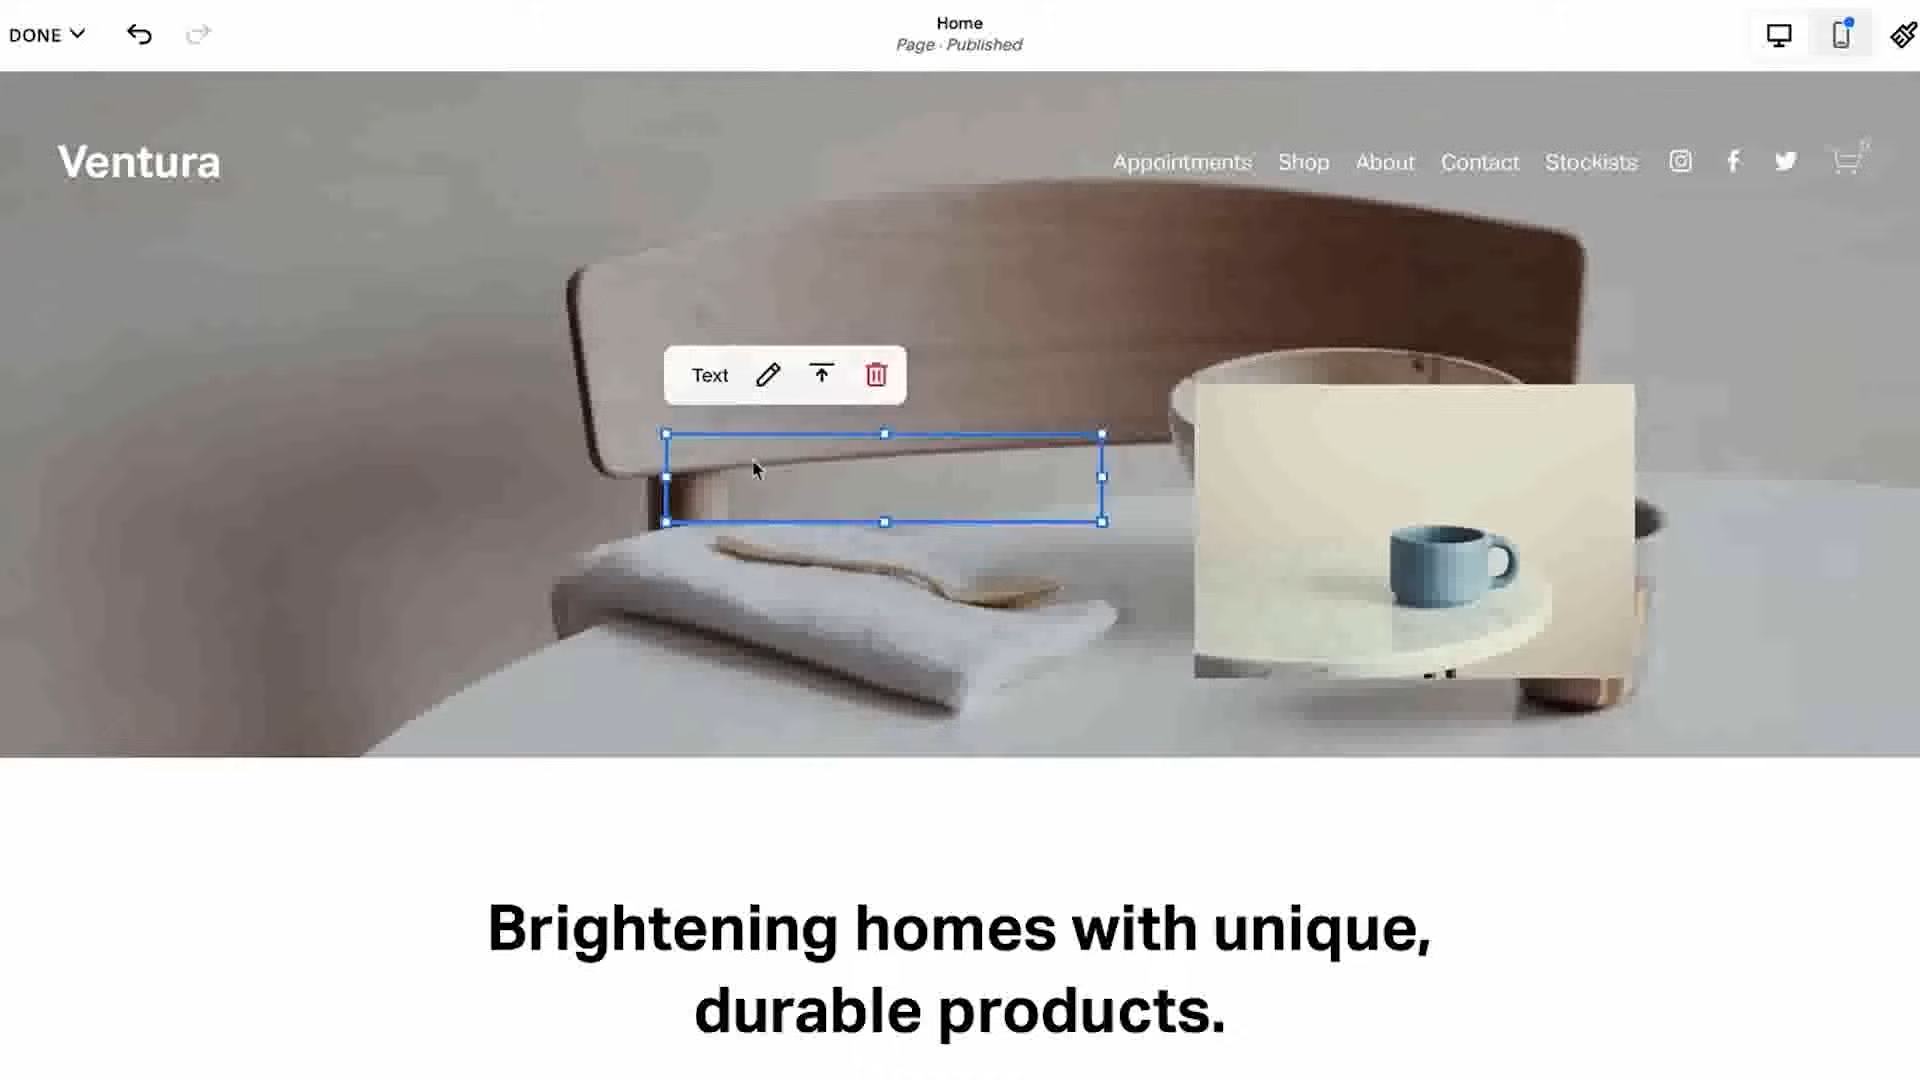 DONE
Home
Page · Published
Ventura
Appointments Shop About Contact Stockists
Text
Brightening homes with unique,
durable products.